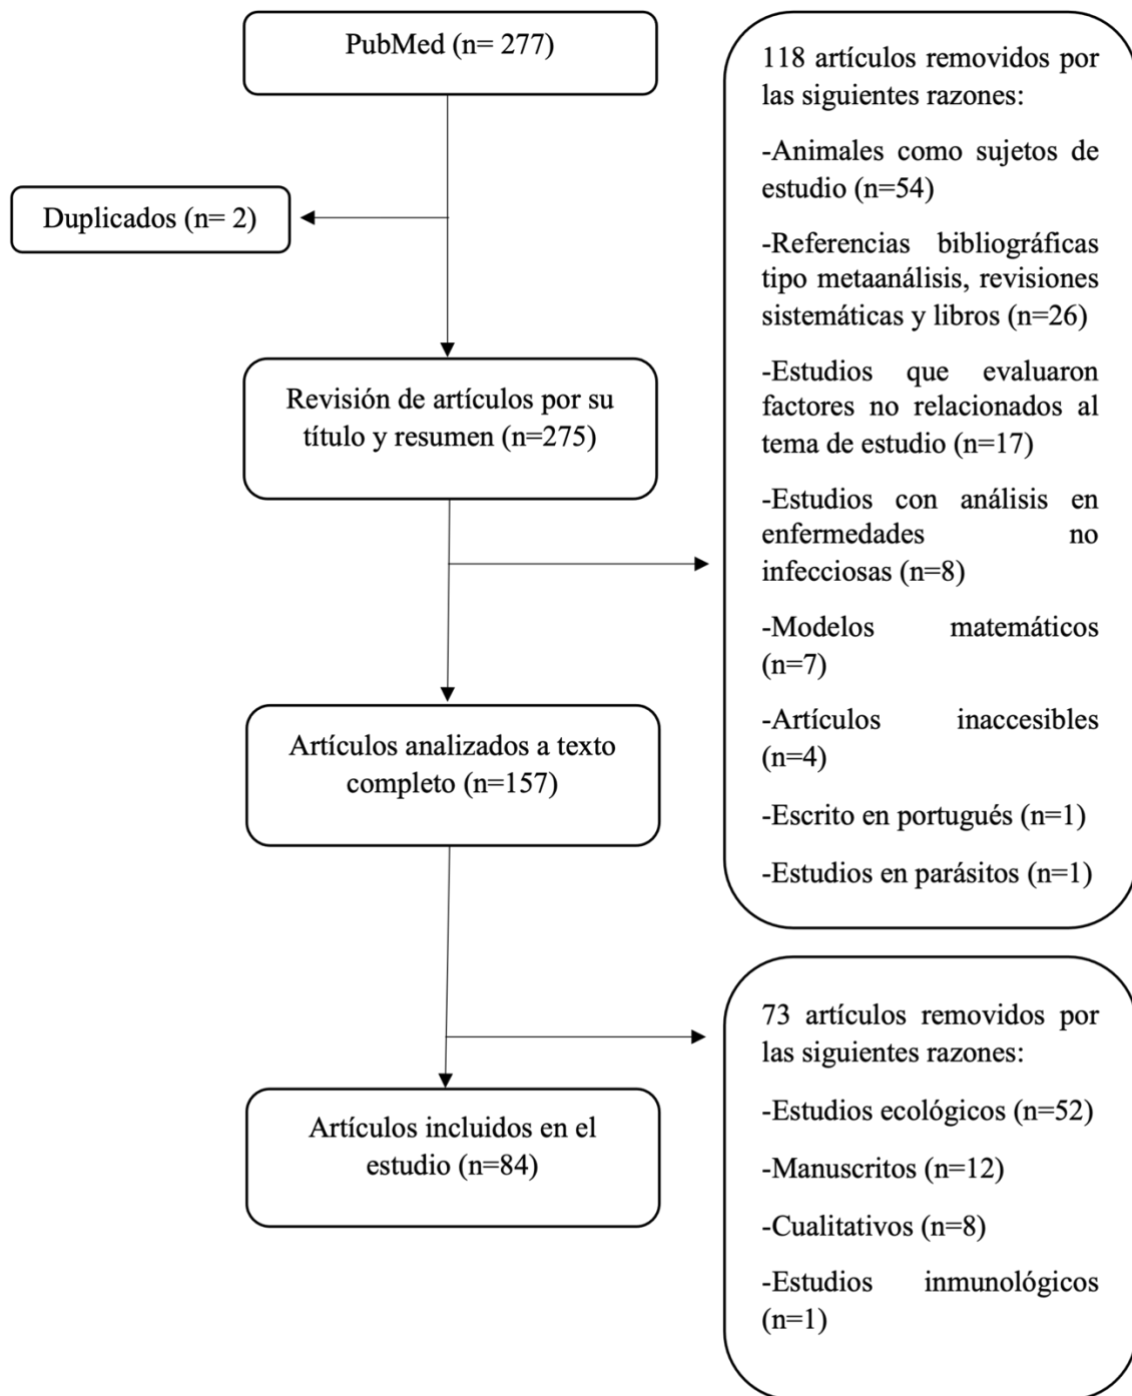 PubMed (n= 277)
Duplicados (n= 2)
Revisión de artículos por su
título y resumen (n=275)
118 artículos removidos por
las siguientes razones:
-Animales como sujetos de
estudio (n=54)
-Referencias bibliográficas
tipo metaanálisis, revisiones
sistemáticas y libros (n=26)
-Estudios que evaluaron
factores no relacionados al
tema de estudio (n=17)
-Estudios con análisis en
enfermedades no
infecciosas (n=8)
-Modelos matemáticos
(n=7)
-Artículos inaccesibles
(n=4)
-Escrito en portugués (n=1)
-Estudios en parásitos (n=1)
Artículos analizados a texto
completo (n=157)
73 artículos removidos por
las siguientes razones:
-Estudios ecológicos (n=52)
-Manuscritos (n=12)
-Cualitativos (n=8)
-Estudios inmunológicos
(n=1)
Artículos incluidos en el
estudio (n=84)